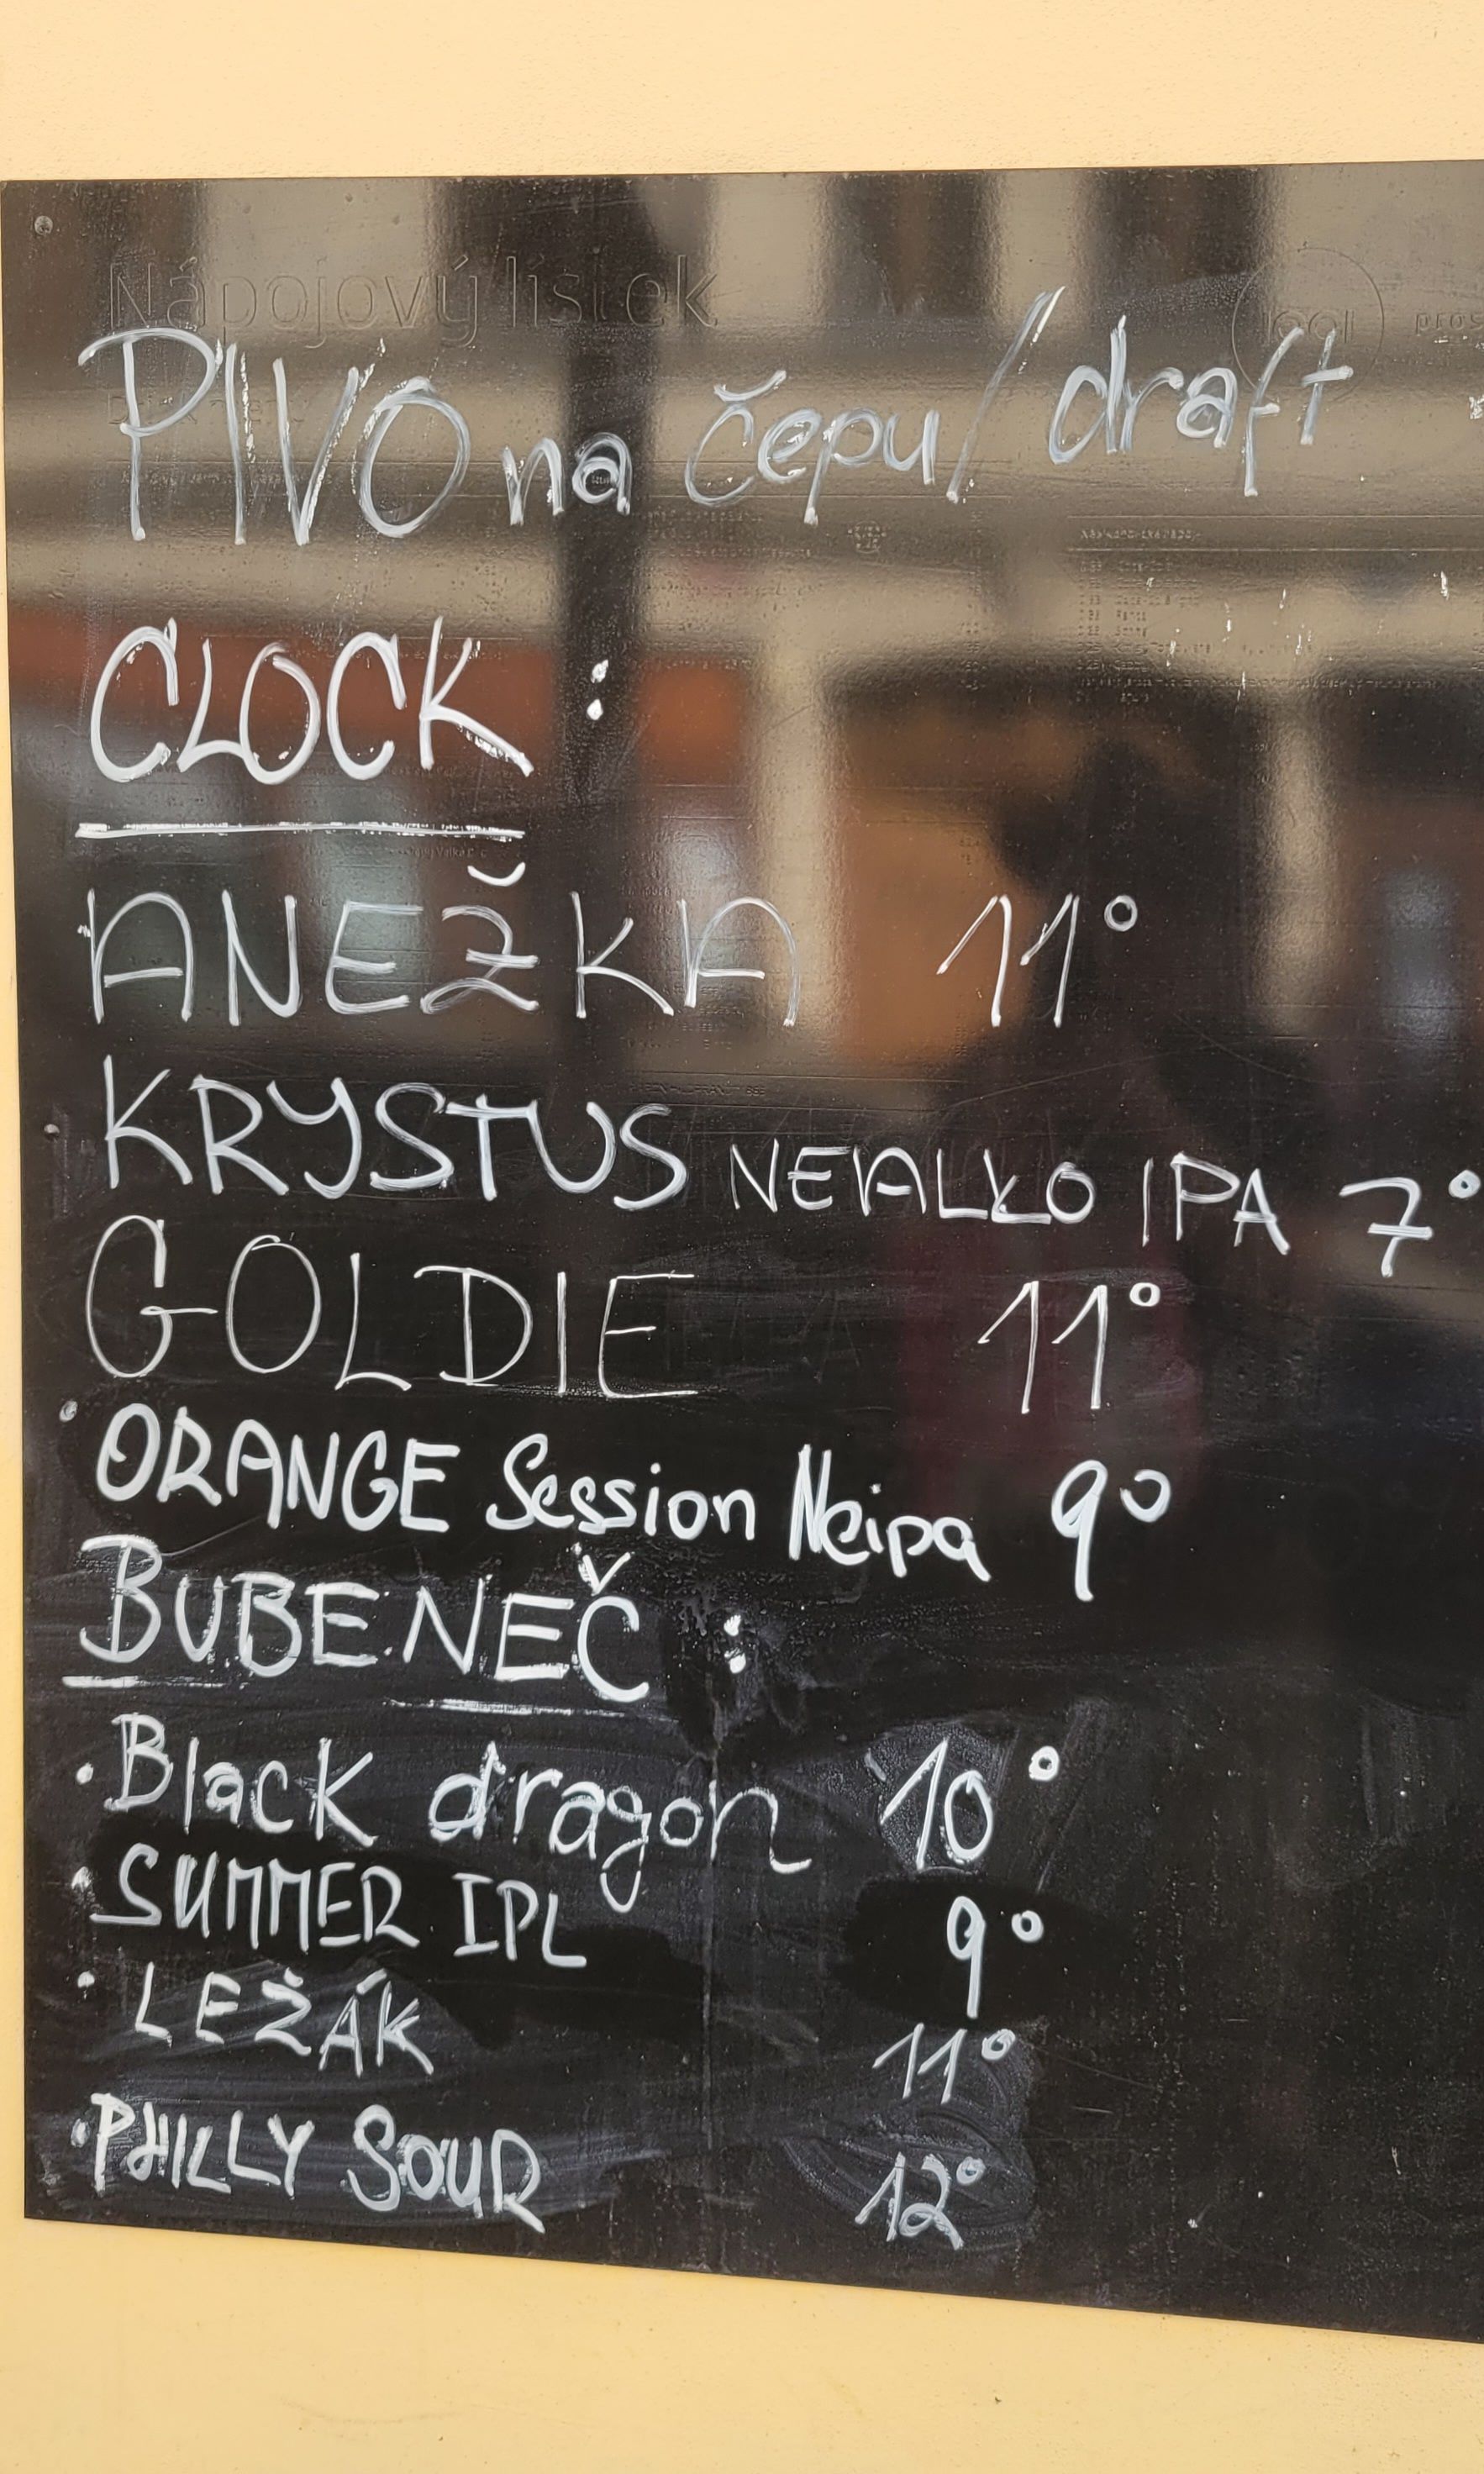 Nápojový lístek
PIVO na čepu / draft
CLOCK :
ANEŽKA 11°
KRYSTUS NEALKO IPA 7°
GOLDIE 11°
ORANGE Session Neipa 9°
BUBENEČ :
• Black dragon 10°
• SUMMER IPL 9°
• LEŽÁK 11°
• PHILLY SOUR 12°